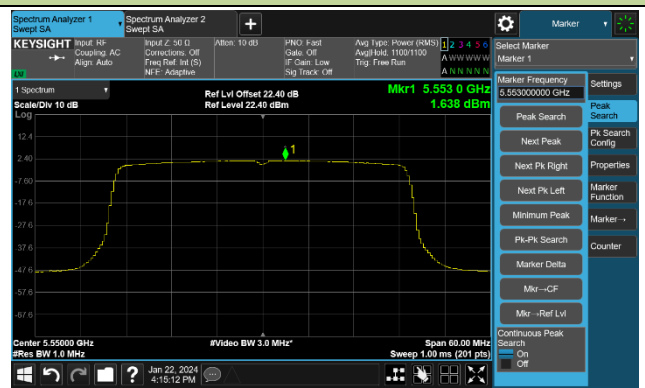 Spectrum Analyzer 1
Swept SA
Spectrum Analyzer 2
Swept SA
+
Marker
KEYSIGHT
Input: RF
Coupling: AC
Align: Auto
Input Z: 50 Ω
Corrections: Off
Freq Ref: Int (S)
NFE: Adaptive
Atten: 10 dB
PNO: Fast
Gate: Off
IF Gain: Low
Sig Track: Off
Avg Type: Power (RMS)
Avg|Hold: 1100/1100
Trig: Free Run
1 2 3 4 5 6
A W W W W W
A N N N N N
LXI
Select Marker
Marker 1
1 Spectrum
Scale/Div 10 dB
Log
Ref Lvl Offset 22.40 dB
Ref Level 22.40 dBm
Mkr1 5.553 0 GHz
1.638 dBm
1
12.4
2.40
-7.60
-17.6
-27.6
-37.6
-47.6
-57.6
-67.6
Center 5.55000 GHz
#Res BW 1.0 MHz
#Video BW 3.0 MHz*
Span 60.00 MHz
Sweep 1.00 ms (201 pts)
Marker Frequency
5.553000000 GHz
Peak Search
Next Peak
Next Pk Right
Next Pk Left
Minimum Peak
Pk-Pk Search
Marker Delta
Mkr→CF
Mkr→Ref Lvl
Continuous Peak
Search
On
Off
Settings
Peak
Search
Pk Search
Config
Properties
Marker
Function
Marker→
Counter
?
Jan 22, 2024
4:15:12 PM